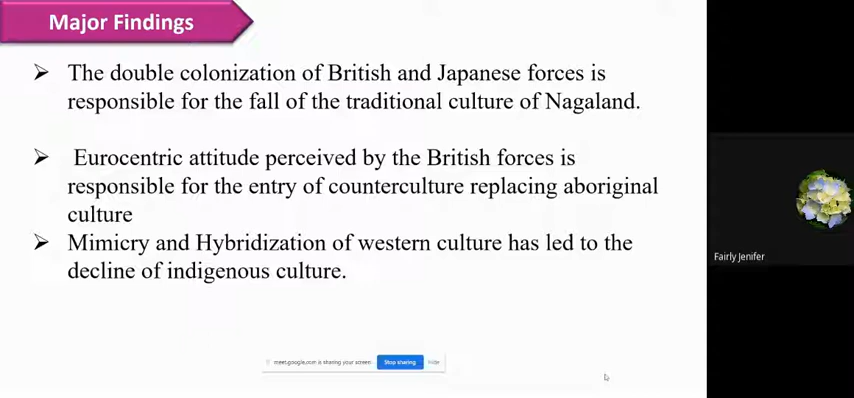 Major Findings
➢ The double colonization of British and Japanese forces is
responsible for the fall of the traditional culture of Nagaland.
➢ Eurocentric attitude perceived by the British forces is
responsible for the entry of counterculture replacing aboriginal
culture
➢ Mimicry and Hybridization of western culture has led to the
decline of indigenous culture.
Fairly Jenifer
meet.google.com is sharing your screen. Stop sharing Hide